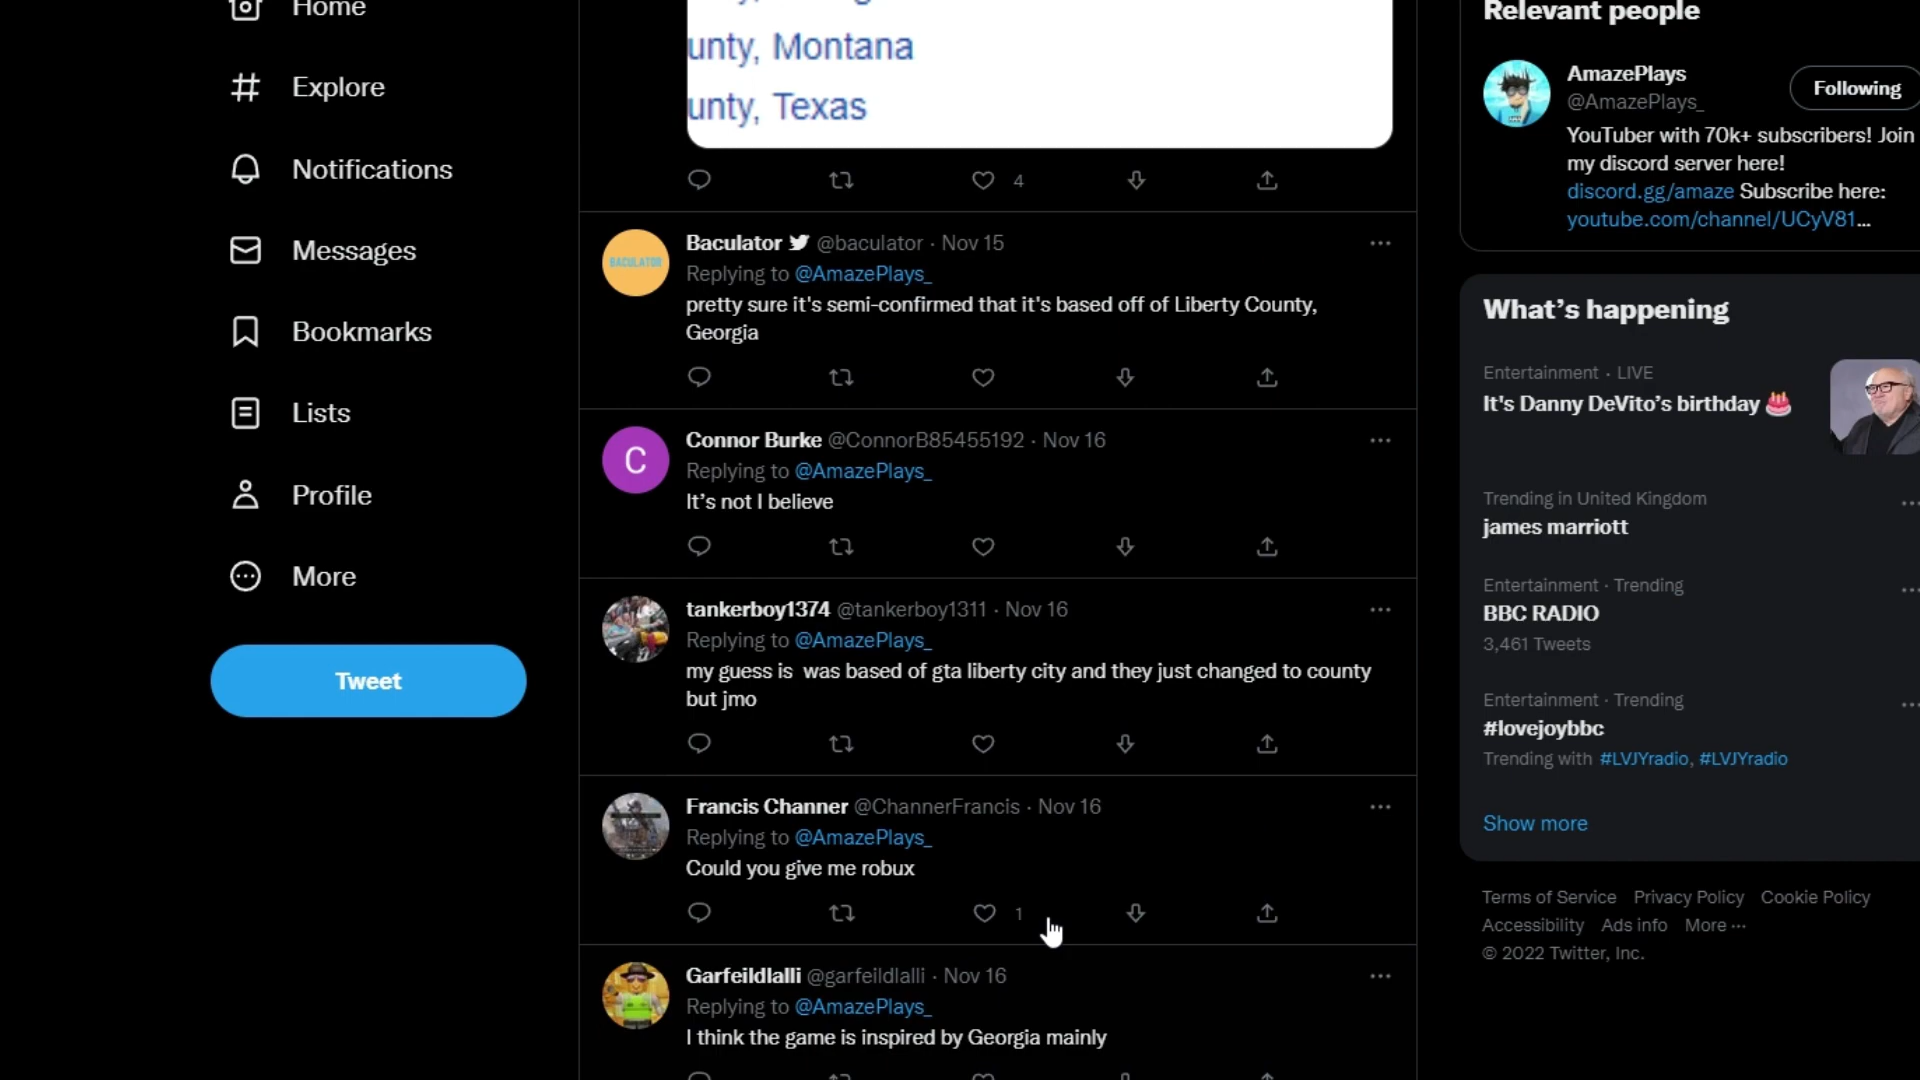 Home
Explore
Notifications
Messages
Bookmarks
Lists
Profile
More
Tweet
unty, Montana
unty, Texas
4
Baculator @baculator · Nov 15
Replying to @AmazePlays_
pretty sure it's semi-confirmed that it's based off of Liberty County,
Georgia
C
Connor Burke @ConnorB85455192 · Nov 16
Replying to @AmazePlays_
It's not I believe
tankerboy1374 @tankerboy1311 · Nov 16
Replying to @AmazePlays_
my guess is  was based of gta liberty city and they just changed to county
but jmo
Francis Channer @ChannerFrancis · Nov 16
Replying to @AmazePlays_
Could you give me robux
1
Garfeildlalli @garfeildlalli · Nov 16
Replying to @AmazePlays_
I think the game is inspired by Georgia mainly
Relevant people
AmazePlays
@AmazePlays_
Following
YouTuber with 70k+ subscribers! Join
my discord server here!
discord.gg/amaze Subscribe here:
youtube.com/channel/UCyV81...
What's happening
Entertainment · LIVE
It's Danny DeVito's birthday 🎂
Trending in United Kingdom
james marriott
Entertainment · Trending
BBC RADIO
3,461 Tweets
Entertainment · Trending
#lovejoybbc
Trending with #LVJYradio, #LVJYradio
Show more
Terms of Service Privacy Policy Cookie Policy
Accessibility Ads info More ···
© 2022 Twitter, Inc.